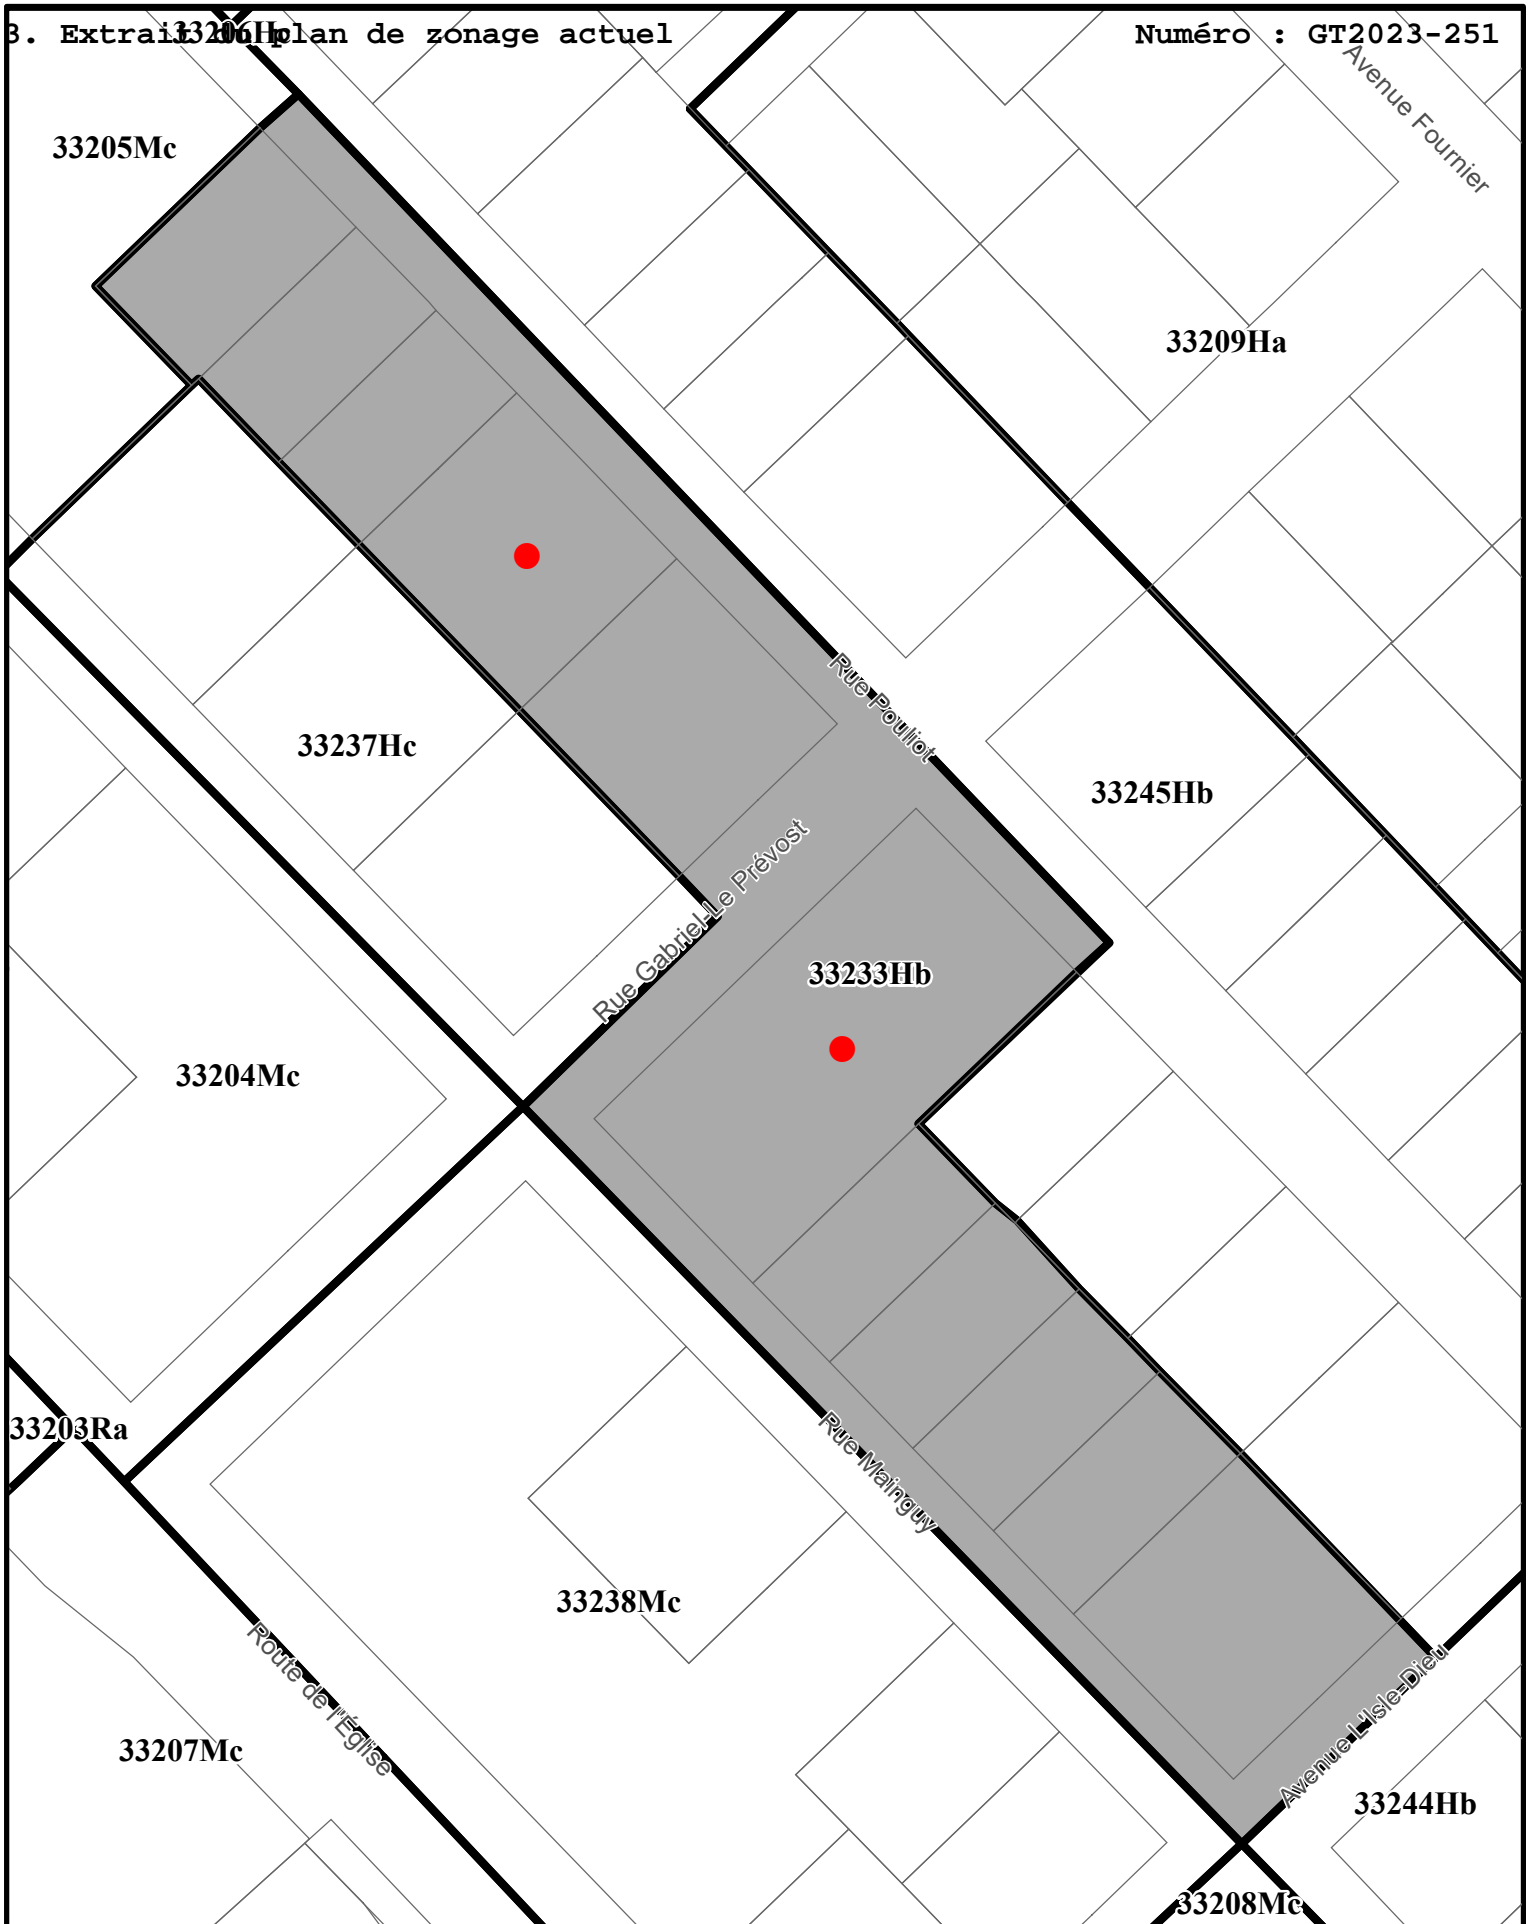 3. Extrait du plan de zonage actuel
Numéro : GT2023-251
33206Hc
Avenue Fournier
33205Mc
33209Ha
Rue Pouliot
33237Hc
33245Hb
Rue Gabriel-Le Prévost
33233Hb
33204Mc
33203Ra
Rue Mainguy
33238Mc
Route de l'Église
33207Mc
Avenue L'Isle-Dieu
33244Hb
33208Mc